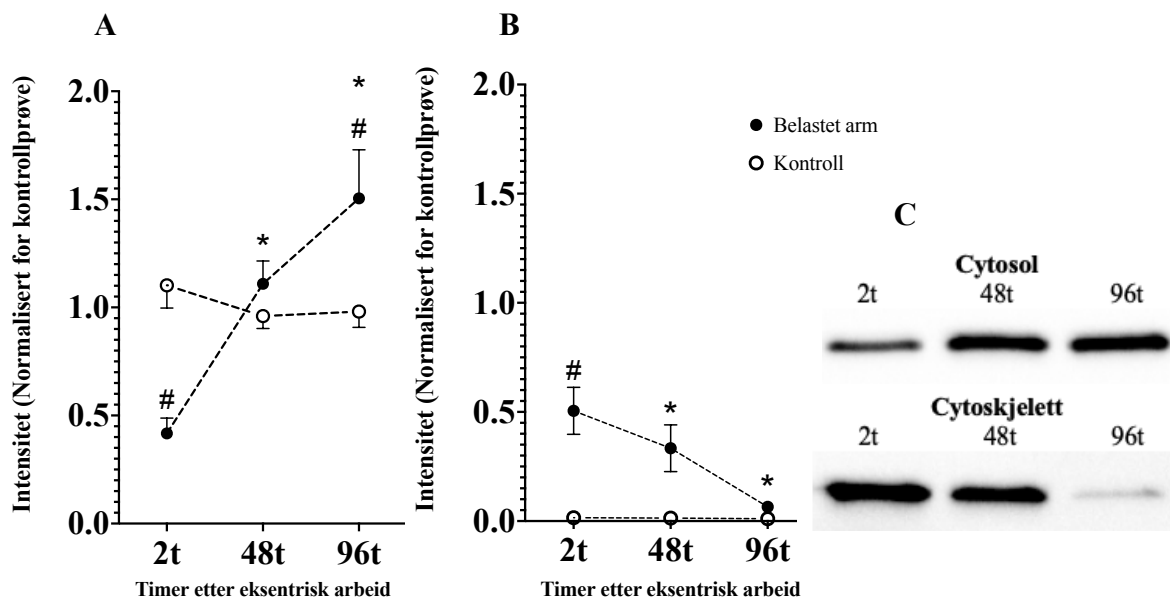 A
Intensitet (Normalisert for kontrollprøve)
2.0
1.5
1.0
0.5
0.0
*
#
*
#
2t 48t 96t
Timer etter eksentrisk arbeid
B
Intensitet (Normalisert for kontrollprøve)
2.0
1.5
1.0
0.5
0.0
#
*
*
2t 48t 96t
Timer etter eksentrisk arbeid
Belastet arm
Kontroll
C
Cytosol
2t 48t 96t
Cytoskjelett
2t 48t 96t